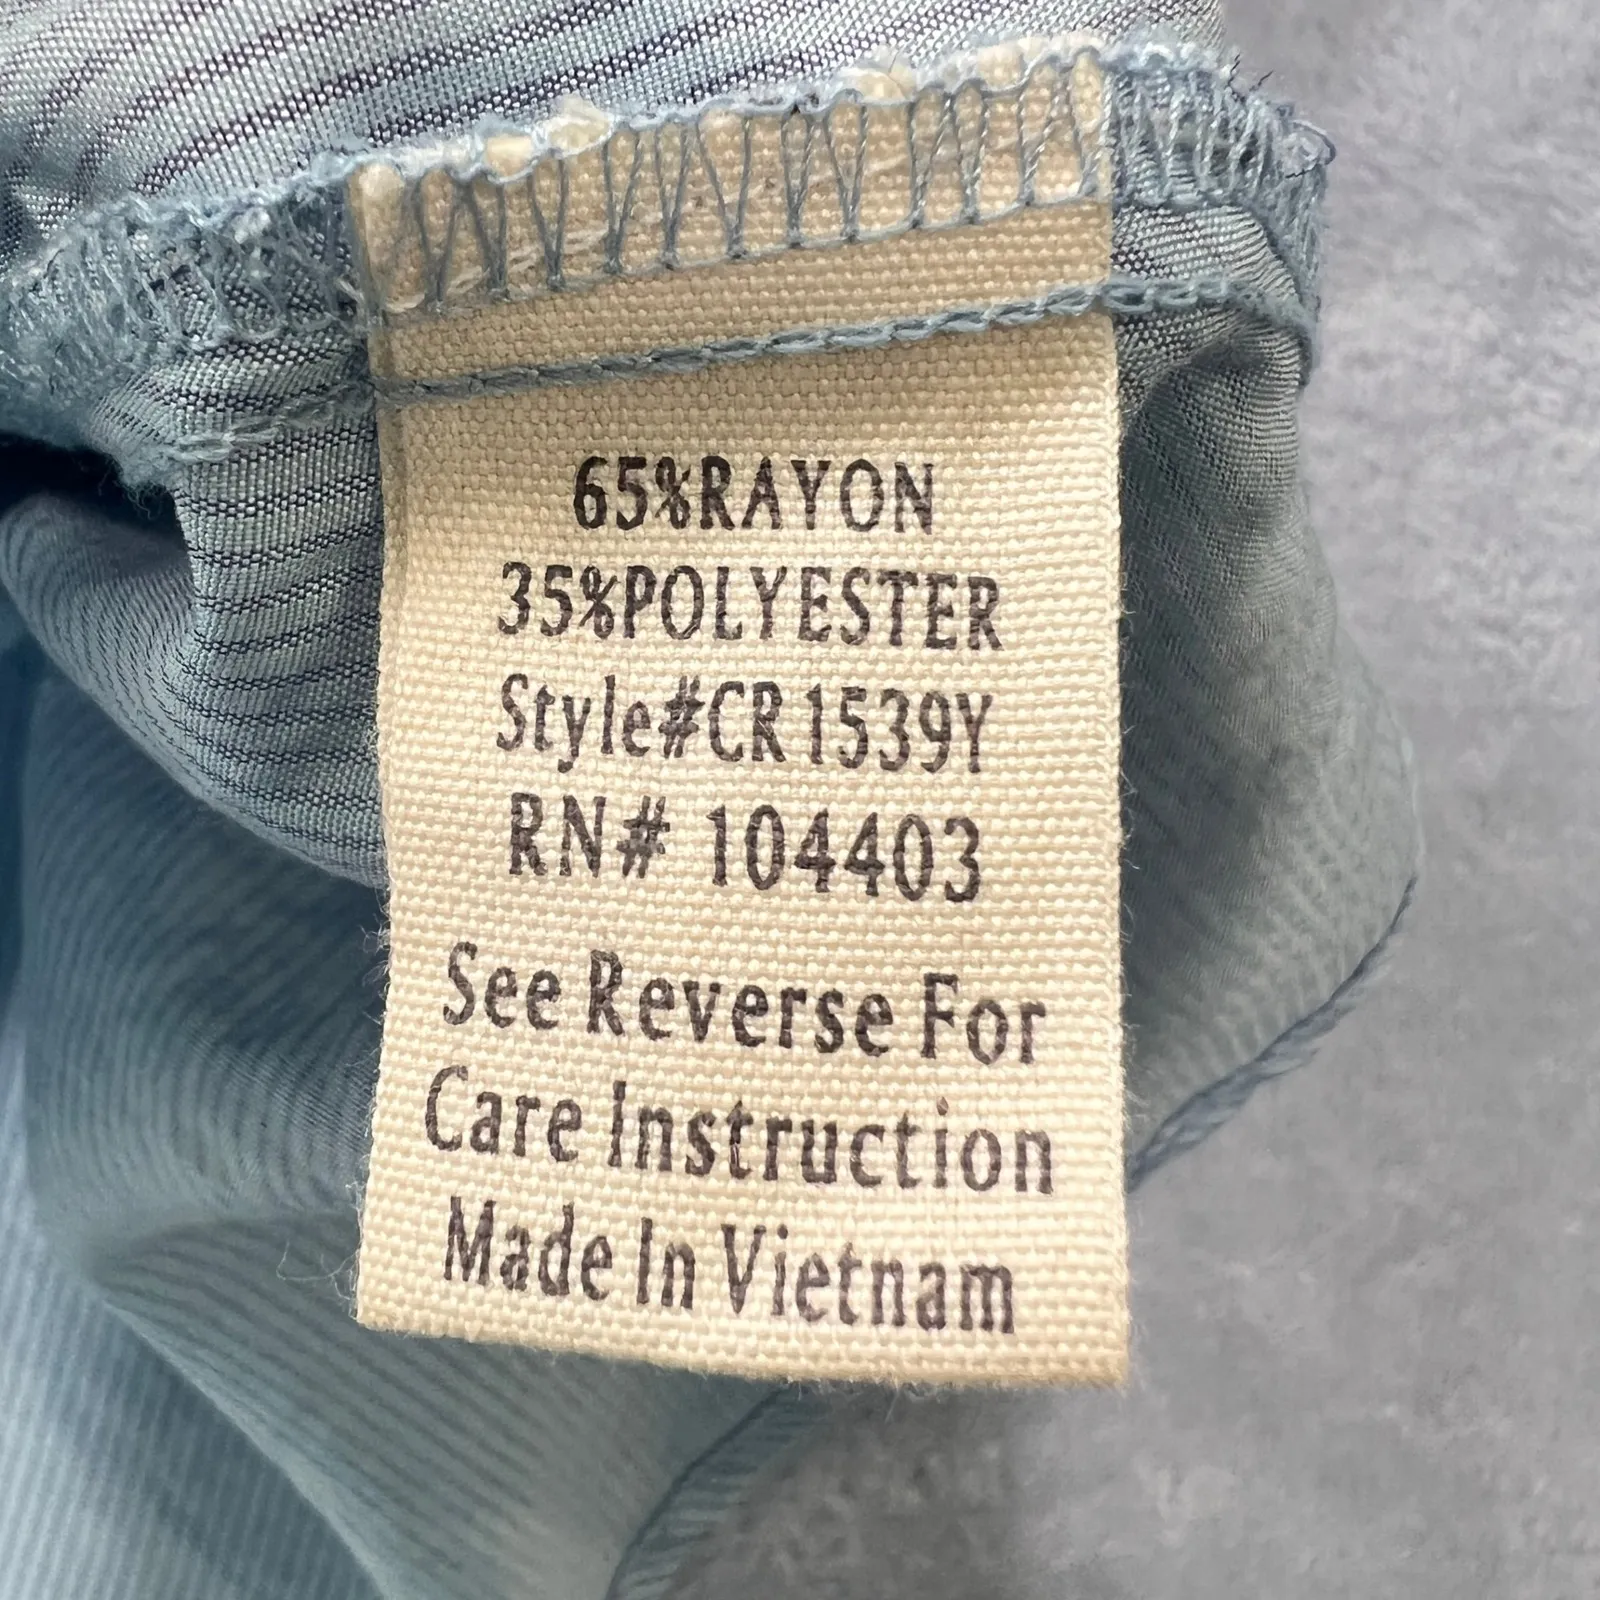 65%RAYON
35%POLYESTER
Style#CR1539Y
RN# 104403
See Reverse For
Care Instruction
Made In Vietnam